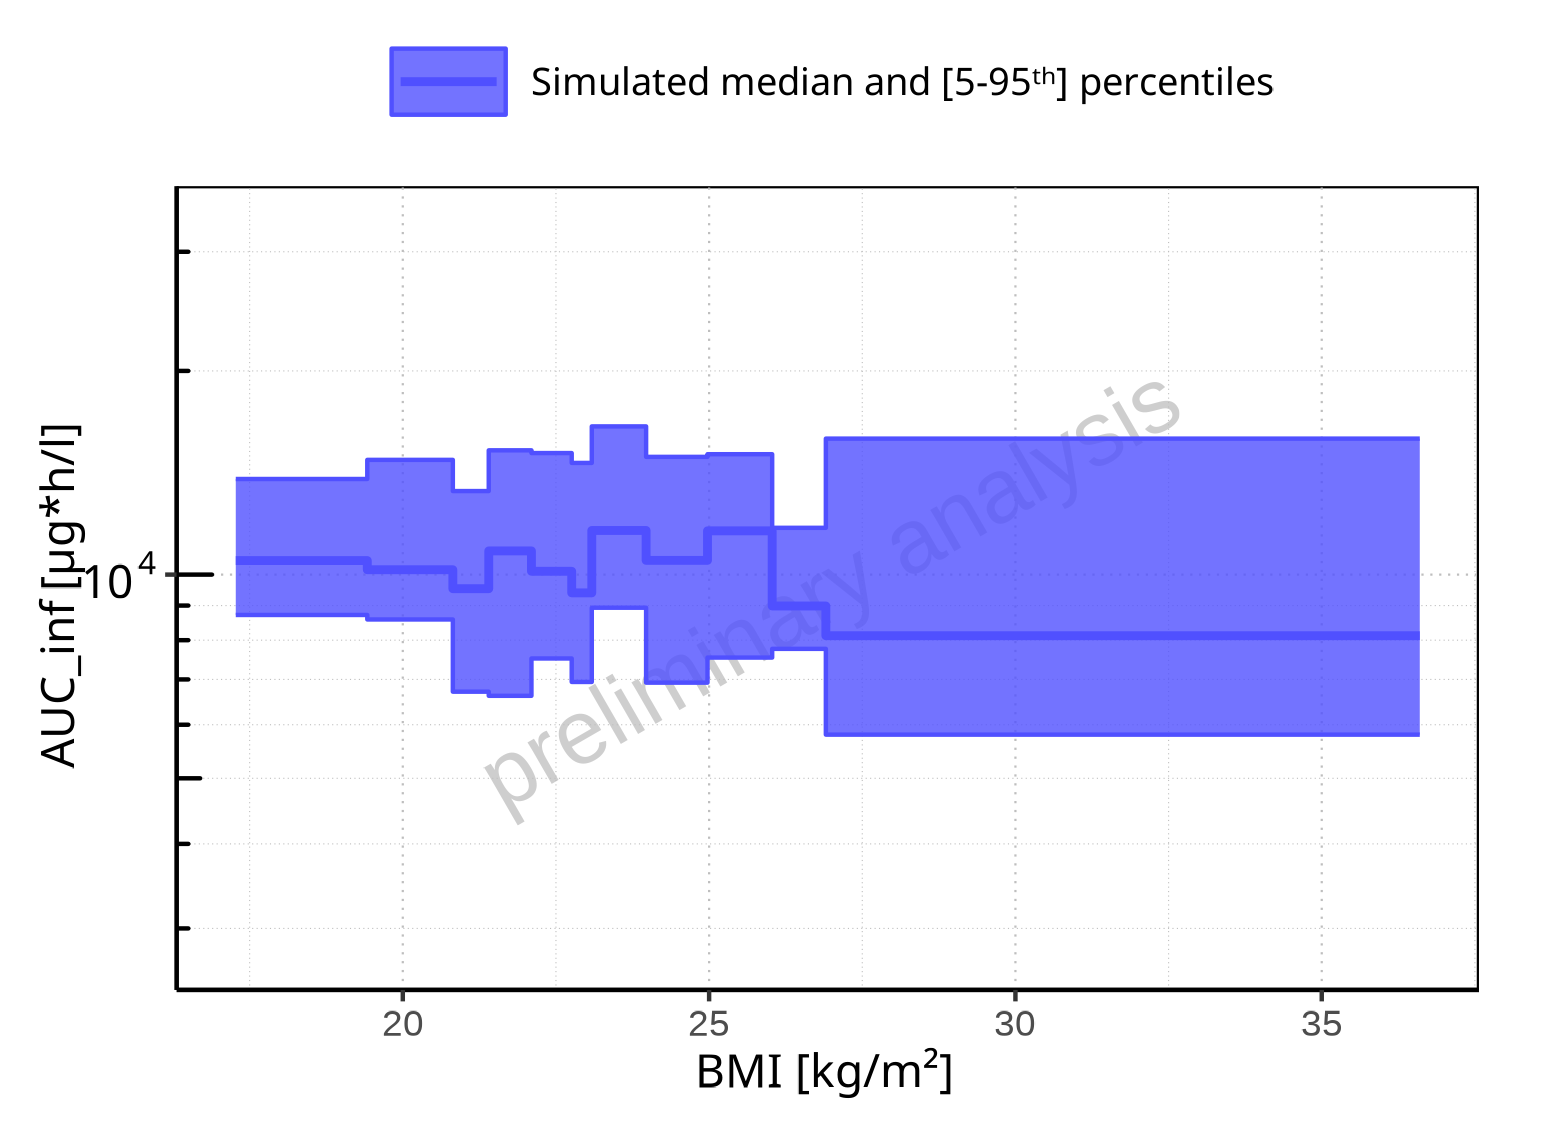 Simulated median and [5-95ᵗʰ] percentiles
AUC_inf [µg*h/l]
10⁴
preliminary analysis
20 25 30 35
BMI [kg/m²]